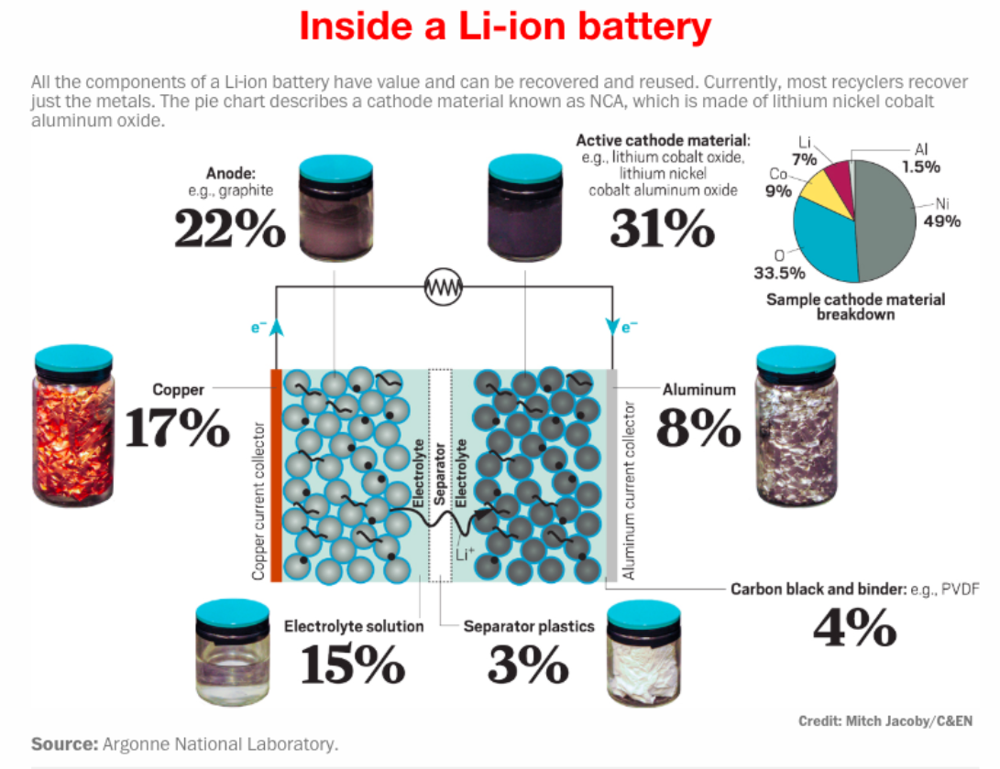 Inside a Li-ion battery
All the components of a Li-ion battery have value and can be recovered and reused. Currently, most recyclers recover
just the metals. The pie chart describes a cathode material known as NCA, which is made of lithium nickel cobalt
aluminum oxide.
Anode:
e.g., graphite
22%
Active cathode material:
e.g., lithium cobalt oxide,
lithium nickel
cobalt aluminum oxide
31%
Li
7%
Al
1.5%
Co
9%
Ni
49%
O
33.5%
Sample cathode material
breakdown
e⁻
e⁻
Copper
17%
Copper current collector
Electrolyte
Separator
Electrolyte
Li⁺
Aluminum current collector
Aluminum
8%
Carbon black and binder: e.g., PVDF
4%
Electrolyte solution
15%
Separator plastics
3%
Credit: Mitch Jacoby/C&EN
Source: Argonne National Laboratory.